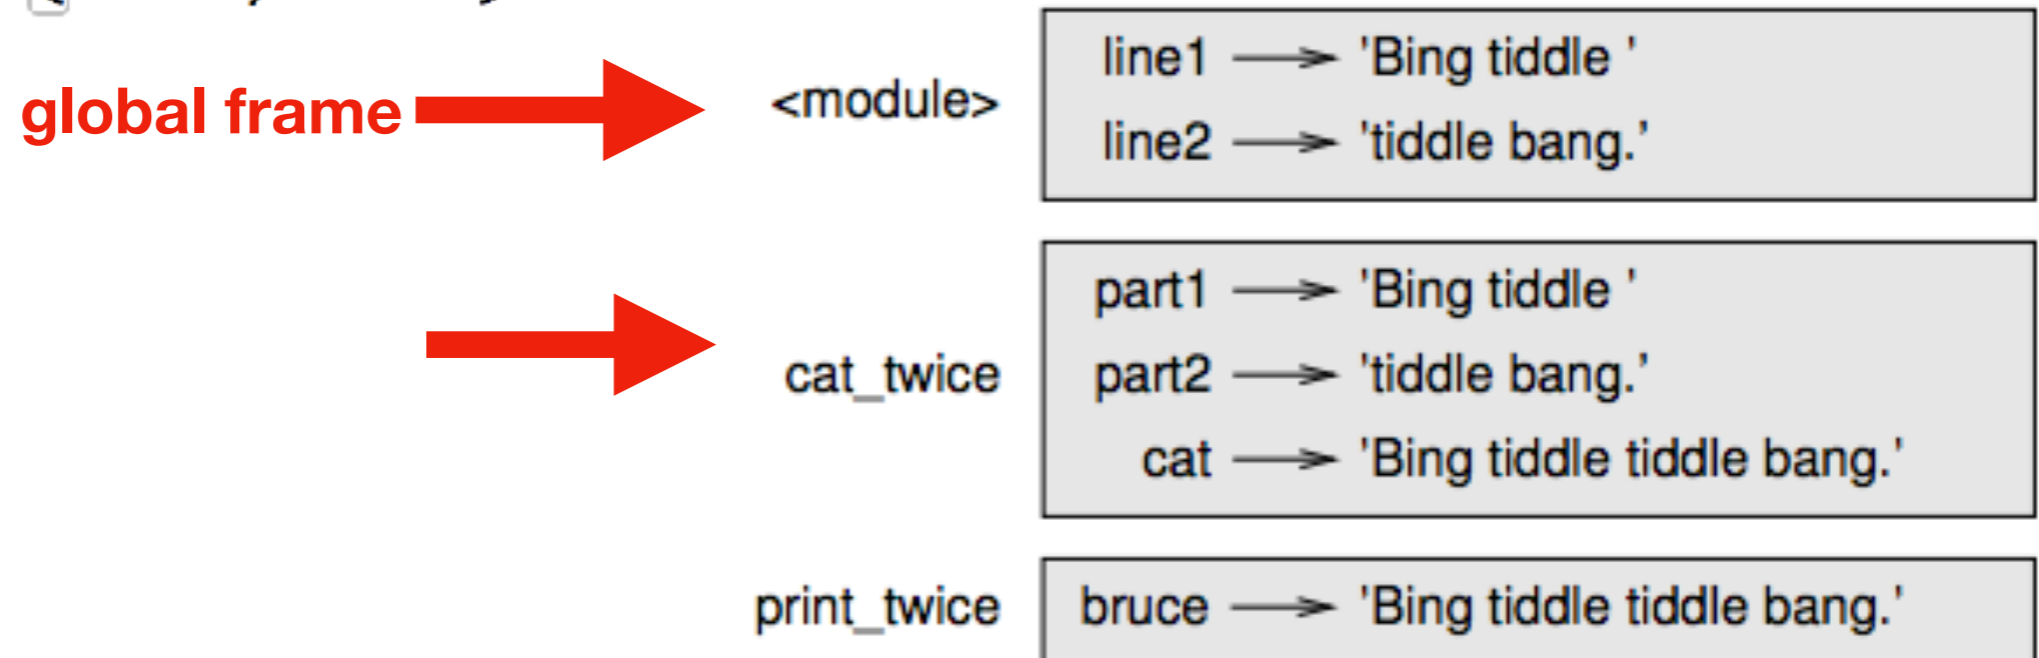 global frame
<module>
line1 'Bing tiddle '
line2 'tiddle bang.'
cat_twice
part1 'Bing tiddle '
part2 'tiddle bang.'
cat 'Bing tiddle tiddle bang.'
print_twice
bruce 'Bing tiddle tiddle bang.'